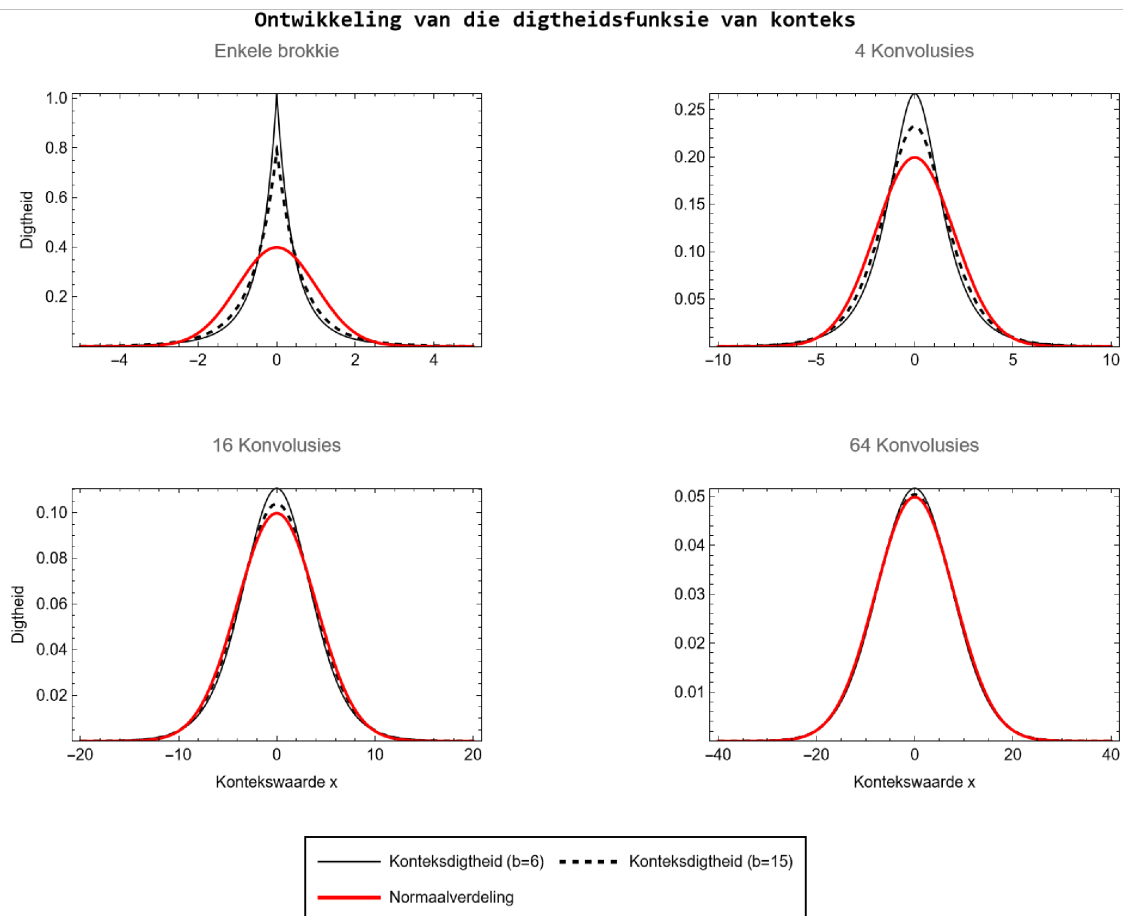 Ontwikkeling van die digtheidsfunksie van konteks
Enkele brokkie
4 Konvolusies
1.0
0.8
0.6
0.4
0.2
Digtheid
−4 −2 0 2 4
0.25
0.20
0.15
0.10
0.05
−10 −5 0 5 10
16 Konvolusies
64 Konvolusies
0.10
0.08
0.06
0.04
0.02
Digtheid
−20 −10 0 10 20
Kontekswaarde x
0.05
0.04
0.03
0.02
0.01
−40 −20 0 20 40
Kontekswaarde x
Konteksdigtheid (b=6) Konteksdigtheid (b=15)
Normaalverdeling